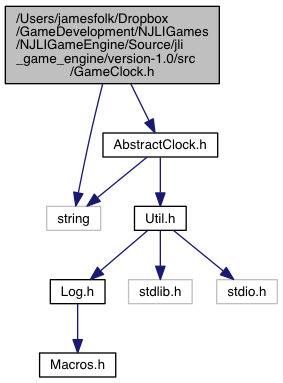 /Users/jamesfolk/Dropbox
/GameDevelopment/NJLIGames
/NJLIGameEngine/Source/jli
_game_engine/version-1.0/src
/GameClock.h
AbstractClock.h
string
Util.h
Log.h
stdlib.h
stdio.h
Macros.h